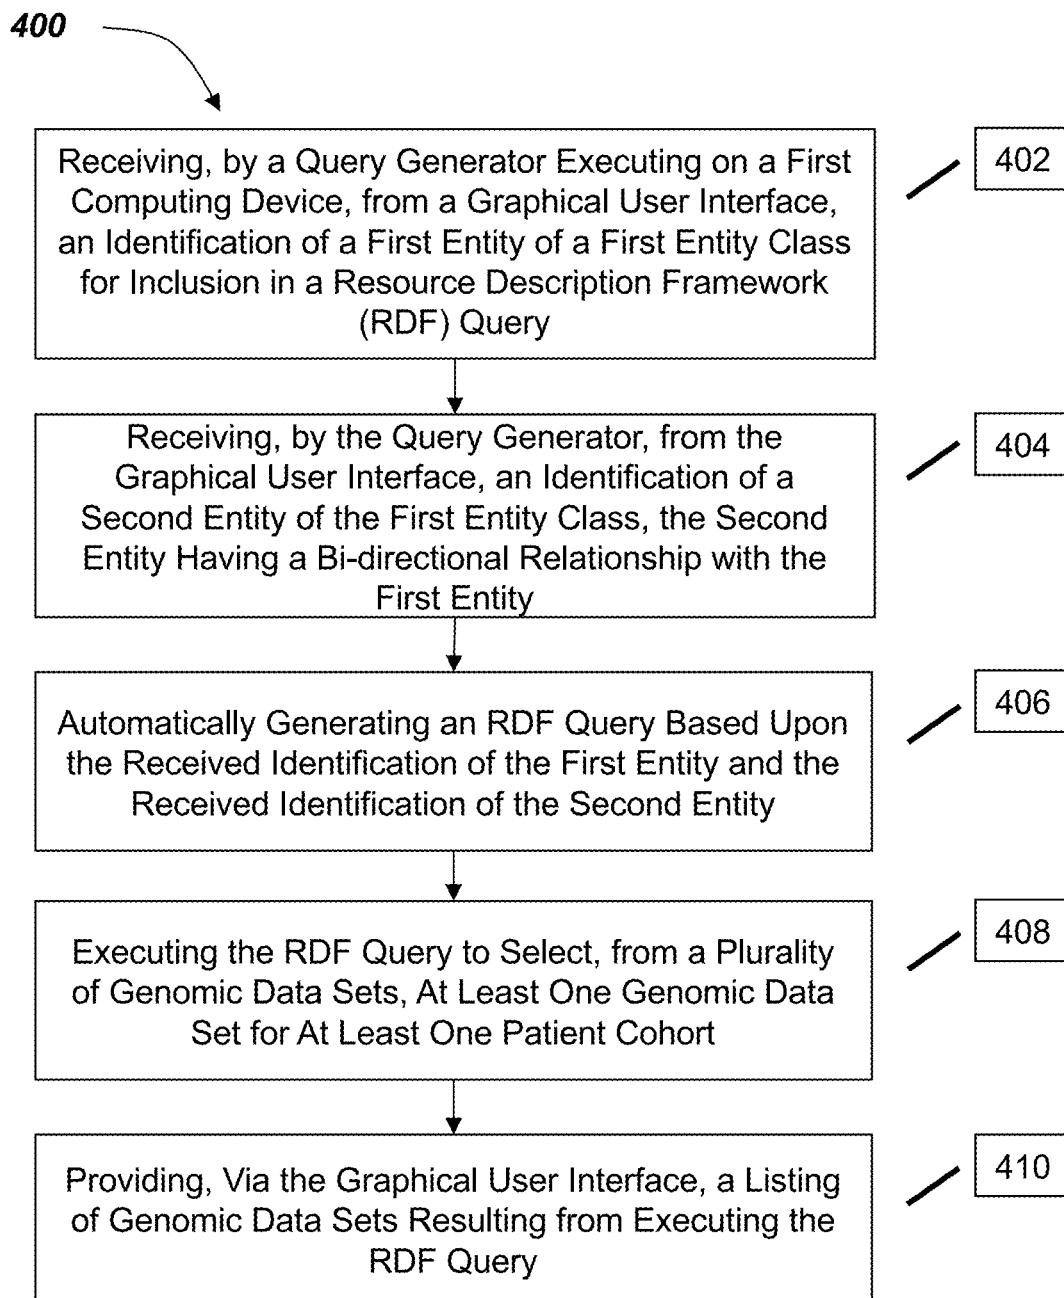 400
Receiving, by a Query Generator Executing on a First
Computing Device, from a Graphical User Interface,
an Identification of a First Entity of a First Entity Class
for Inclusion in a Resource Description Framework
(RDF) Query
402
Receiving, by the Query Generator, from the
Graphical User Interface, an Identification of a
Second Entity of the First Entity Class, the Second
Entity Having a Bi-directional Relationship with the
First Entity
404
Automatically Generating an RDF Query Based Upon
the Received Identification of the First Entity and the
Received Identification of the Second Entity
406
Executing the RDF Query to Select, from a Plurality
of Genomic Data Sets, At Least One Genomic Data
Set for At Least One Patient Cohort
408
Providing, Via the Graphical User Interface, a Listing
of Genomic Data Sets Resulting from Executing the
RDF Query
410